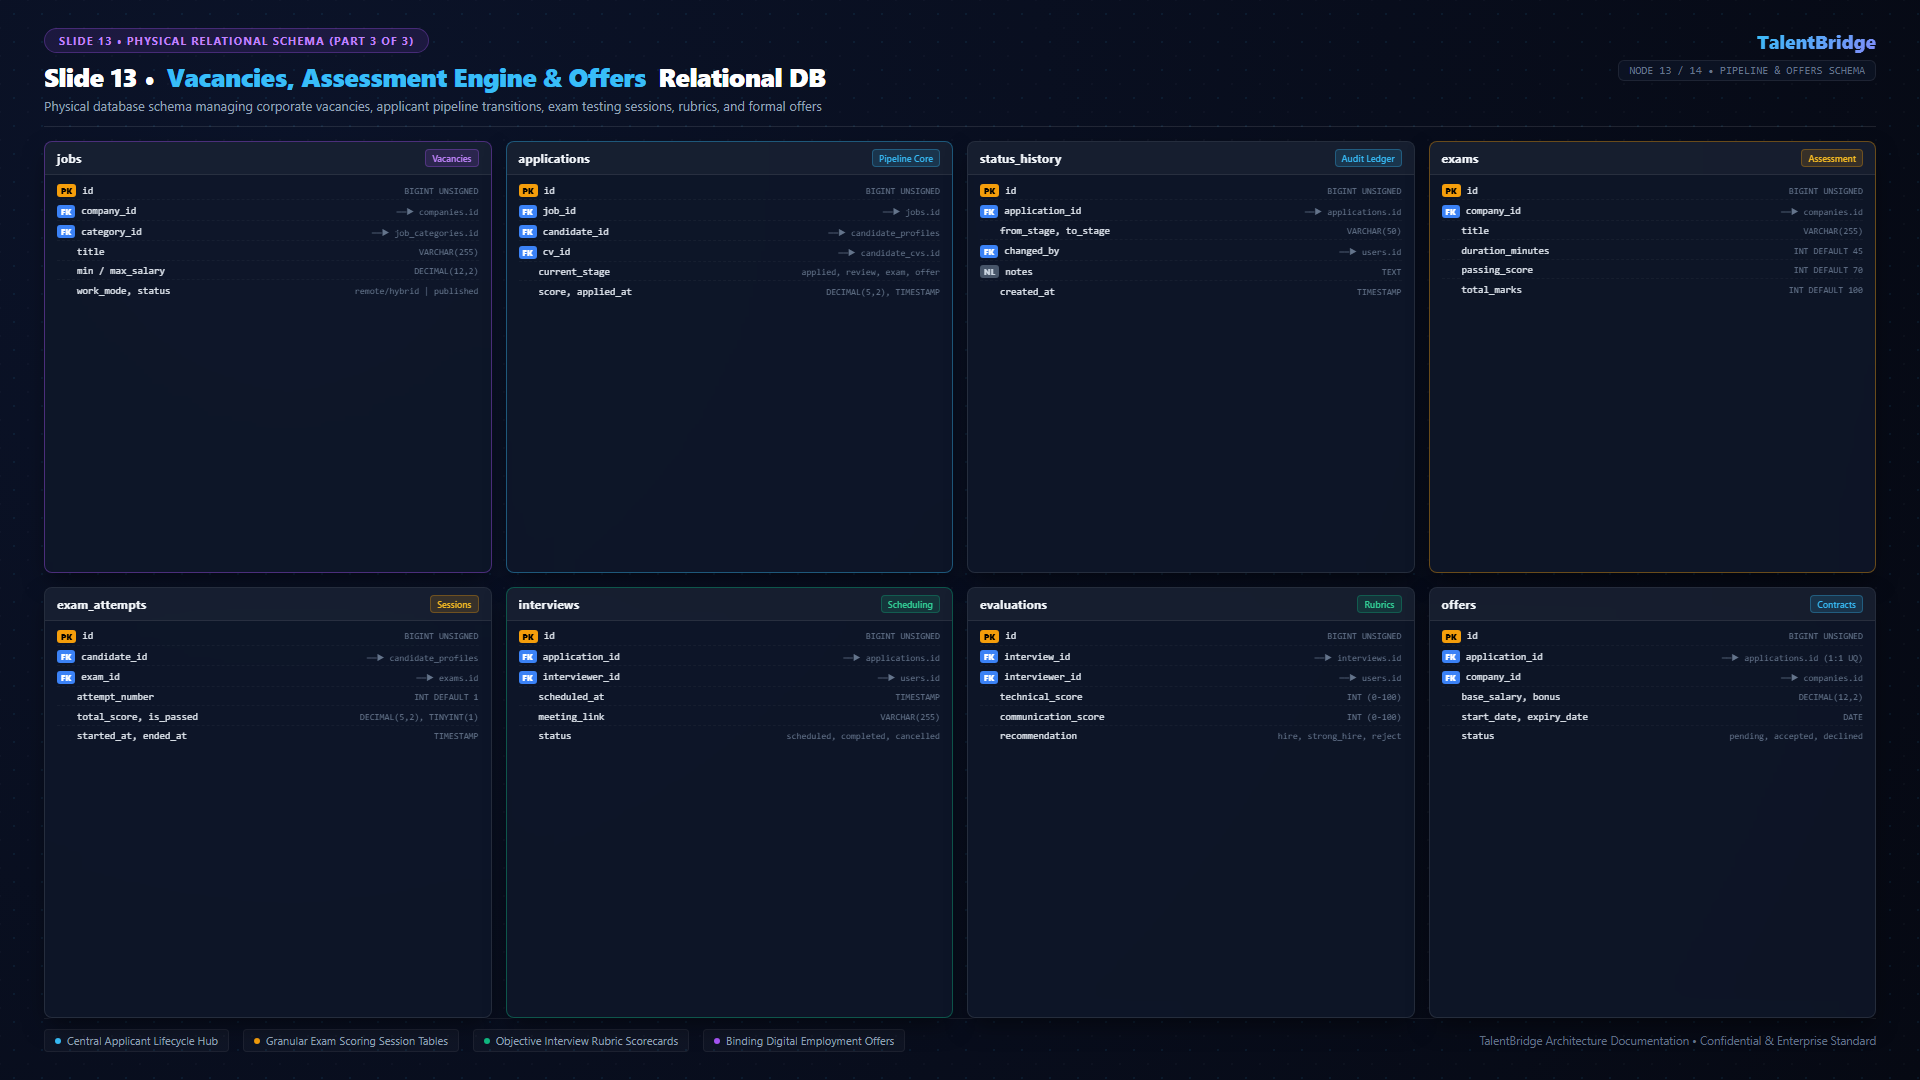 SLIDE 13 • PHYSICAL RELATIONAL SCHEMA (PART 3 OF 3)
Slide 13 • Vacancies, Assessment Engine & Offers Relational DB
Physical database schema managing corporate vacancies, applicant pipeline transitions, exam testing sessions, rubrics, and formal offers
TalentBridge
NODE 13 / 14 • PIPELINE & OFFERS SCHEMA
jobs Vacancies
PK id BIGINT UNSIGNED
FK company_id —▶ companies.id
FK category_id —▶ job_categories.id
title VARCHAR(255)
min / max_salary DECIMAL(12,2)
work_mode, status remote/hybrid | published
applications Pipeline Core
PK id BIGINT UNSIGNED
FK job_id —▶ jobs.id
FK candidate_id —▶ candidate_profiles
FK cv_id —▶ candidate_cvs.id
current_stage applied, review, exam, offer
score, applied_at DECIMAL(5,2), TIMESTAMP
status_history Audit Ledger
PK id BIGINT UNSIGNED
FK application_id —▶ applications.id
from_stage, to_stage VARCHAR(50)
FK changed_by —▶ users.id
NL notes TEXT
created_at TIMESTAMP
exams Assessment
PK id BIGINT UNSIGNED
FK company_id —▶ companies.id
title VARCHAR(255)
duration_minutes INT DEFAULT 45
passing_score INT DEFAULT 70
total_marks INT DEFAULT 100
exam_attempts Sessions
PK id BIGINT UNSIGNED
FK candidate_id —▶ candidate_profiles
FK exam_id —▶ exams.id
attempt_number INT DEFAULT 1
total_score, is_passed DECIMAL(5,2), TINYINT(1)
started_at, ended_at TIMESTAMP
interviews Scheduling
PK id BIGINT UNSIGNED
FK application_id —▶ applications.id
FK interviewer_id —▶ users.id
scheduled_at TIMESTAMP
meeting_link VARCHAR(255)
status scheduled, completed, cancelled
evaluations Rubrics
PK id BIGINT UNSIGNED
FK interview_id —▶ interviews.id
FK interviewer_id —▶ users.id
technical_score INT (0-100)
communication_score INT (0-100)
recommendation hire, strong_hire, reject
offers Contracts
PK id BIGINT UNSIGNED
FK application_id —▶ applications.id (1:1 UQ)
FK company_id —▶ companies.id
base_salary, bonus DECIMAL(12,2)
start_date, expiry_date DATE
status pending, accepted, declined
• Central Applicant Lifecycle Hub
• Granular Exam Scoring Session Tables
• Objective Interview Rubric Scorecards
• Binding Digital Employment Offers
TalentBridge Architecture Documentation • Confidential & Enterprise Standard